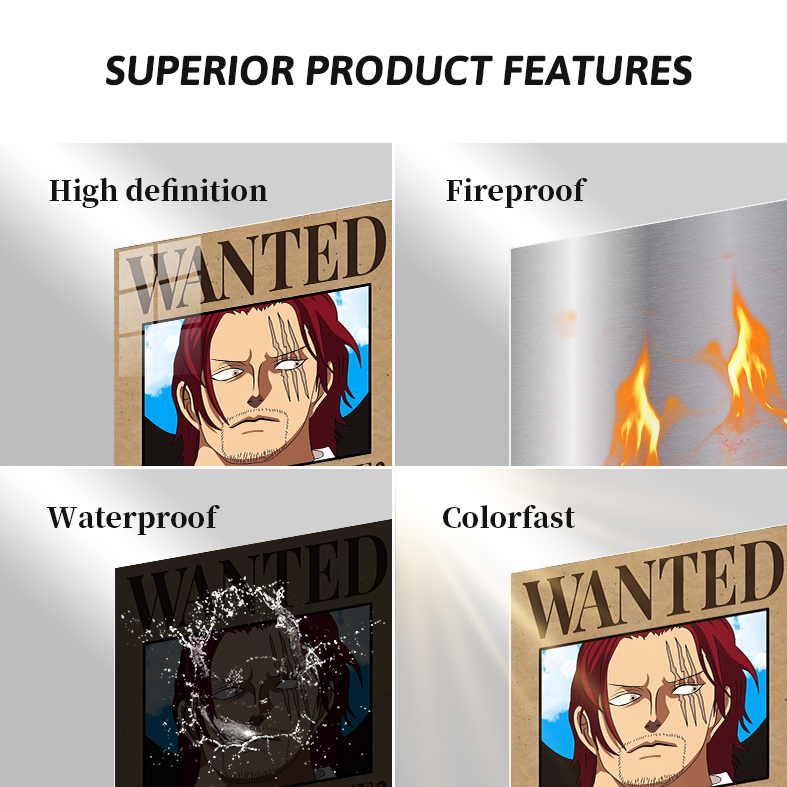 SUPERIOR PRODUCT FEATURES
High definition
Fireproof
WANTED
Waterproof
Colorfast
WANTED
WANTED